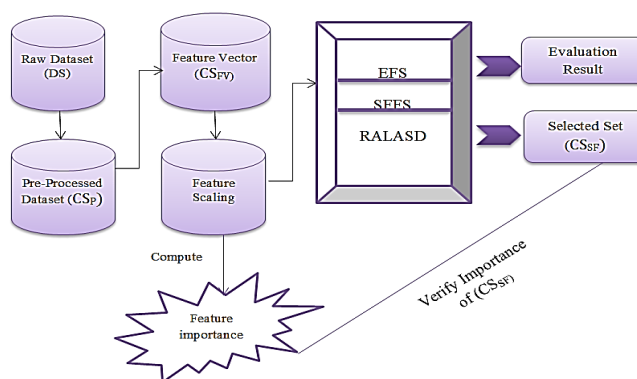 Raw Dataset
(DS)
Feature Vector
(CSFV)
EFS
SFFS
RALASD
Evaluation
Result
Selected Set
(CSSF)
Pre-Processed
Dataset (CSP)
Feature
Scaling
Compute
Feature
importance
Verify Importance
of (CSSF)